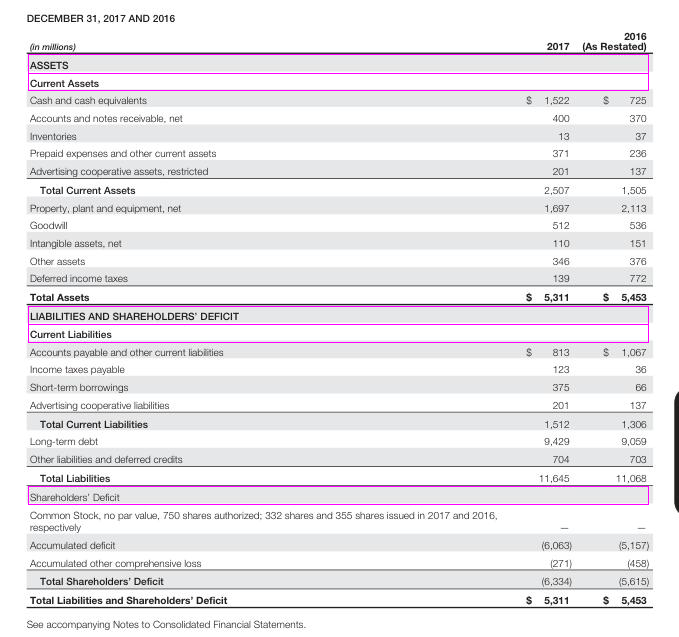 DECEMBER 31, 2017 AND 2016
2016
(in millions) 2017 (As Restated)
ASSETS
Current Assets
Cash and cash equivalents $ 1,522 $ 725
Accounts and notes receivable, net 400 370
Inventories 13 37
Prepaid expenses and other current assets 371 236
Advertising cooperative assets, restricted 201 137
Total Current Assets 2,507 1,505
Property, plant and equipment, net 1,697 2,113
Goodwill 512 536
Intangible assets, net 110 151
Other assets 346 376
Deferred income taxes 139 772
Total Assets $ 5,311 $ 5,453
LIABILITIES AND SHAREHOLDERS' DEFICIT
Current Liabilities
Accounts payable and other current liabilities $ 813 $ 1,067
Income taxes payable 123 36
Short-term borrowings 375 66
Advertising cooperative liabilities 201 137
Total Current Liabilities 1,512 1,306
Long-term debt 9,429 9,059
Other liabilities and deferred credits 704 703
Total Liabilities 11,645 11,068
Shareholders' Deficit
Common Stock, no par value, 750 shares authorized; 332 shares and 355 shares issued in 2017 and 2016,
respectively — —
Accumulated deficit (6,063) (5,157)
Accumulated other comprehensive loss (271) (458)
Total Shareholders' Deficit (6,334) (5,615)
Total Liabilities and Shareholders' Deficit $ 5,311 $ 5,453
See accompanying Notes to Consolidated Financial Statements.